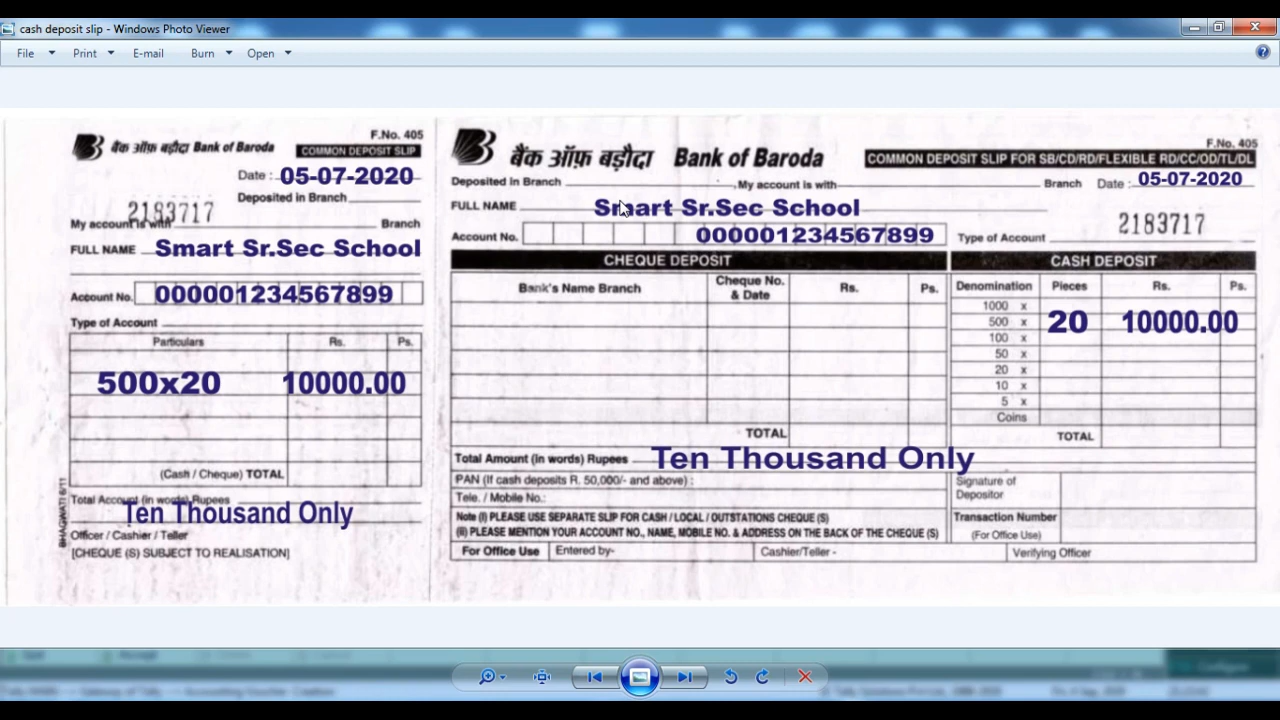 cash deposit slip - Windows Photo Viewer
File Print E-mail Burn Open
F.No. 405
बैंक ऑफ़ बड़ौदा Bank of Baroda COMMON DEPOSIT SLIP
Date : 05-07-2020
Deposited in Branch
2183717
My account is with Branch
FULL NAME Smart Sr.Sec School
Account No. 000001234567899
Type of Account
Particulars Rs. Ps.
500x20 10000.00
(Cash / Cheque) TOTAL
Total Account (in words) Rupees
Ten Thousand Only
Officer / Cashier / Teller
[CHEQUE (S) SUBJECT TO REALISATION]
BHAGWATI 6/11
F.No. 405
बैंक ऑफ़ बड़ौदा Bank of Baroda COMMON DEPOSIT SLIP FOR SB/CD/RD/FLEXIBLE RD/CC/OD/TL/DL
Deposited in Branch My account is with Branch Date : 05-07-2020
FULL NAME Smart Sr.Sec School
2183717
Account No. 000001234567899 Type of Account
CHEQUE DEPOSIT CASH DEPOSIT
Bank's Name Branch Cheque No. & Date Rs. Ps. Denomination Pieces Rs. Ps.
1000 x
500 x 20 10000.00
100 x
50 x
20 x
10 x
5 x
Coins
TOTAL TOTAL
Total Amount (in words) Rupees Ten Thousand Only
PAN (If cash deposits R. 50,000/- and above) :
Signature of Depositor
Tele. / Mobile No.:
Note (I) PLEASE USE SEPARATE SLIP FOR CASH / LOCAL / OUTSTATIONS CHEQUE (S)
Transaction Number
(ii) PLEASE MENTION YOUR ACCOUNT NO., NAME, MOBILE NO. & ADDRESS ON THE BACK OF THE CHEQUE (S)
(For Office Use)
For Office Use Entered by- Cashier/Teller - Verifying Officer